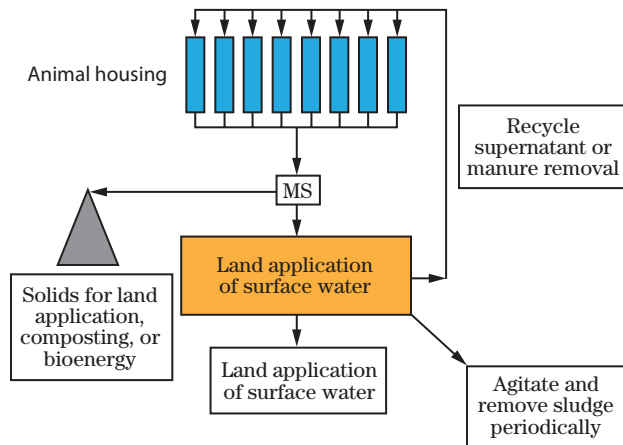 Animal housing
Recycle
supernatant or
manure removal
MS
Land application
of surface water
Solids for land
application,
composting, or
bioenergy
Land application
of surface water
Agitate and
remove sludge
periodically